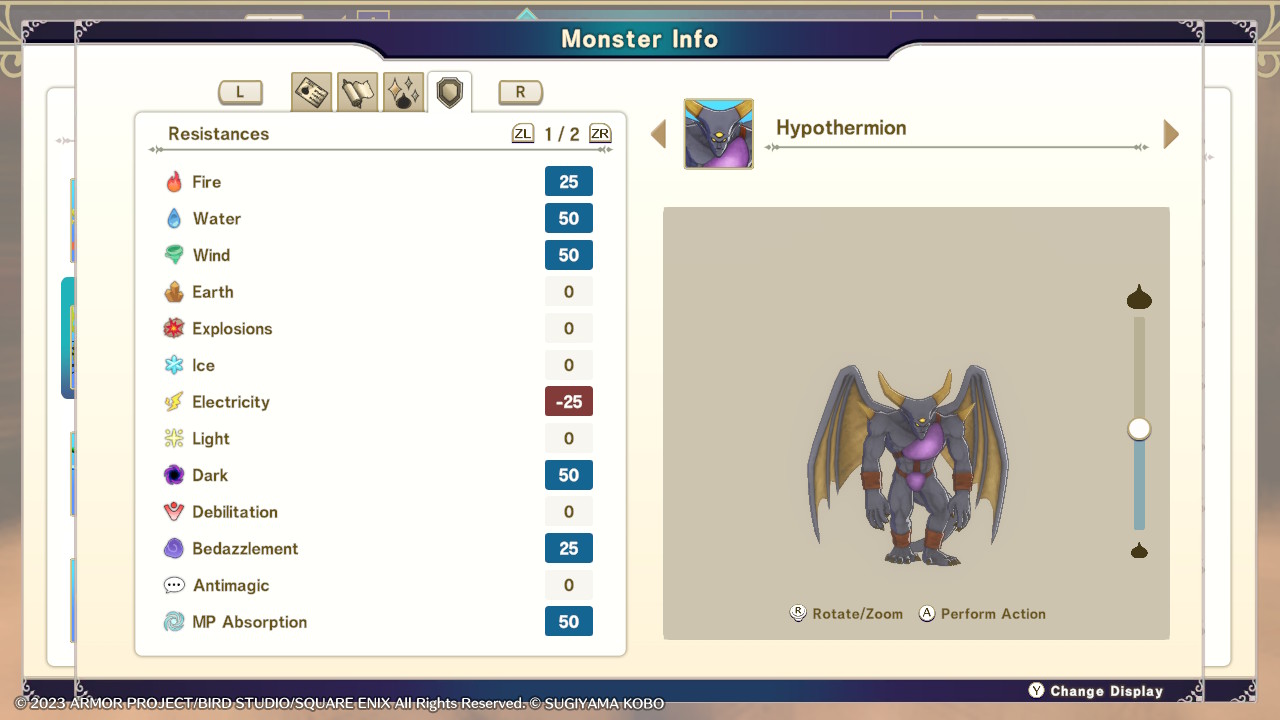 Monster Info
L
R
Resistances
ZL 1 / 2 ZR
Hypothermion
Fire 25
Water 50
Wind 50
Earth 0
Explosions 0
Ice 0
Electricity -25
Light 0
Dark 50
Debilitation 0
Bedazzlement 25
Antimagic 0
MP Absorption 50
R Rotate/Zoom A Perform Action
Y Change Display
© 2023 ARMOR PROJECT/BIRD STUDIO/SQUARE ENIX All Rights Reserved. © SUGIYAMA KOBO